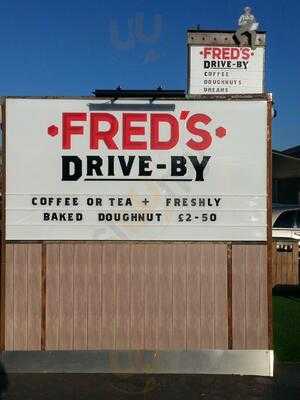 FRED'S
DRIVE-BY
COFFEE
DOUGHNUTS
DREAMS
FRED'S
DRIVE-BY
COFFEE OR TEA + FRESHLY
BAKED DOUGHNUT £2-50